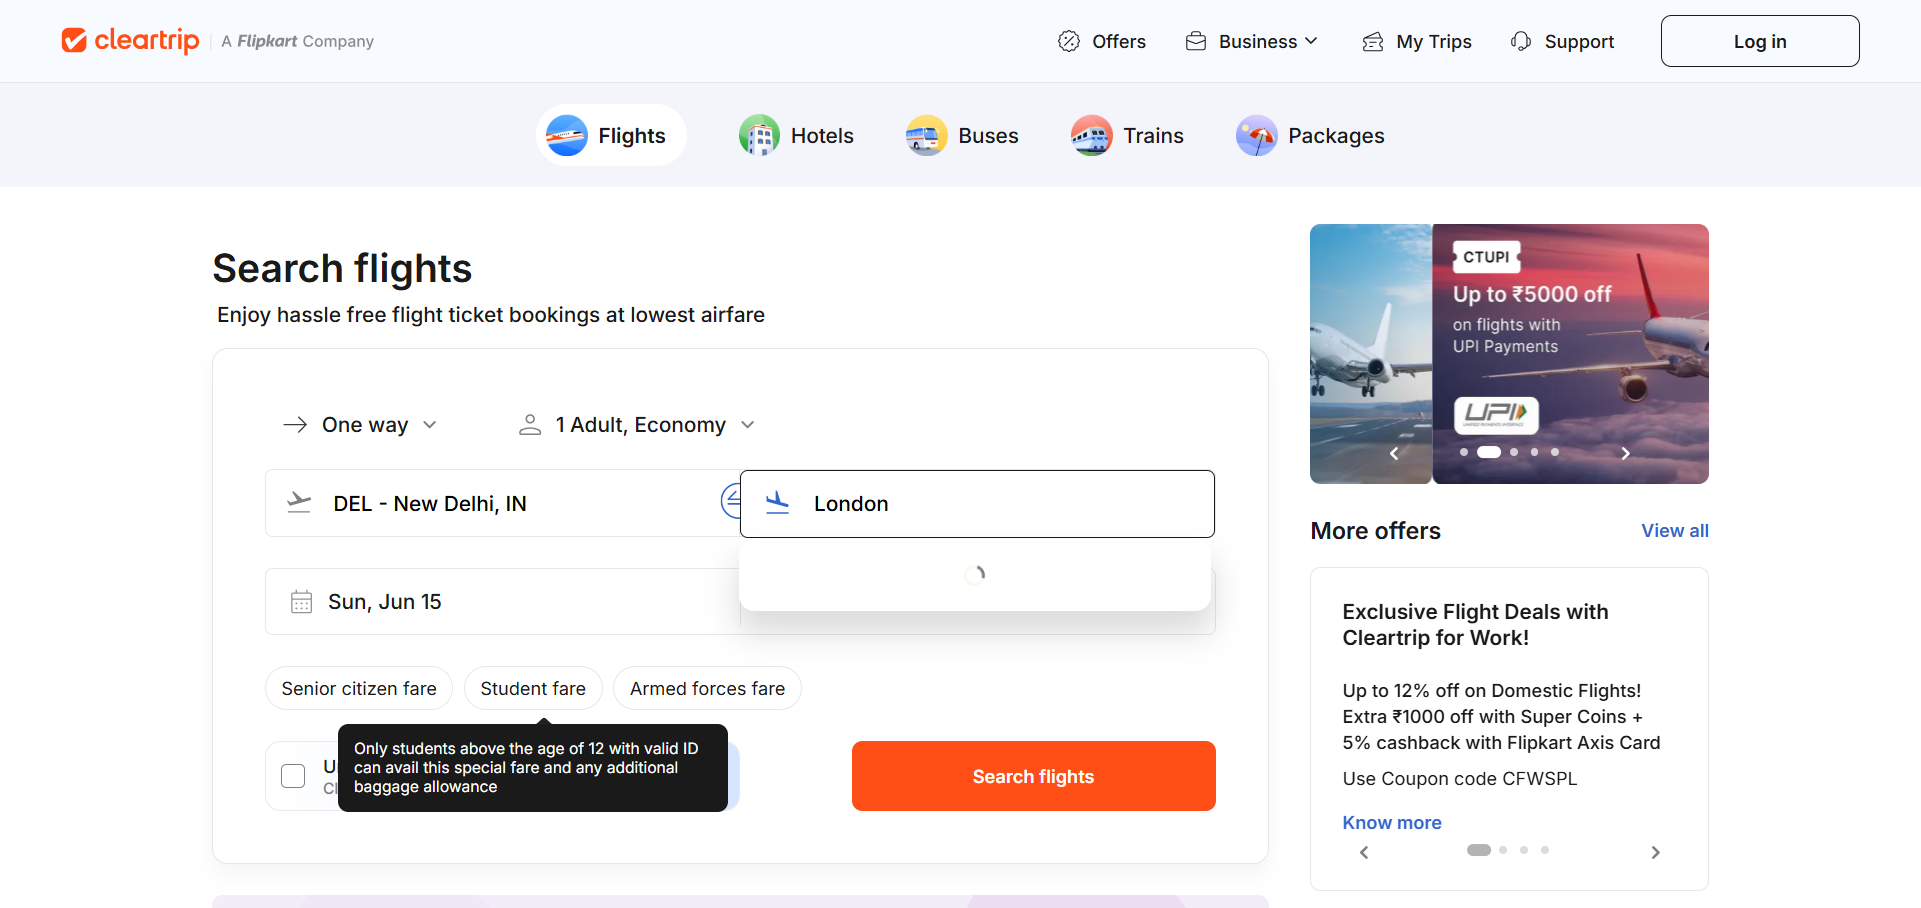 cleartrip
A Flipkart Company
Offers
Business
My Trips
Support
Log in
Flights
Hotels
Buses
Trains
Packages
Search flights
Enjoy hassle free flight ticket bookings at lowest airfare
One way
1 Adult, Economy
DEL - New Delhi, IN
London
Sun, Jun 15
Senior citizen fare
Student fare
Armed forces fare
Only students above the age of 12 with valid ID
can avail this special fare and any additional
baggage allowance
Search flights
CTUPI
Up to ₹5000 off
on flights with
UPI Payments
UPI
UNIFIED PAYMENTS INTERFACE
More offers
View all
Exclusive Flight Deals with
Cleartrip for Work!
Up to 12% off on Domestic Flights!
Extra ₹1000 off with Super Coins +
5% cashback with Flipkart Axis Card
Use Coupon code CFWSPL
Know more